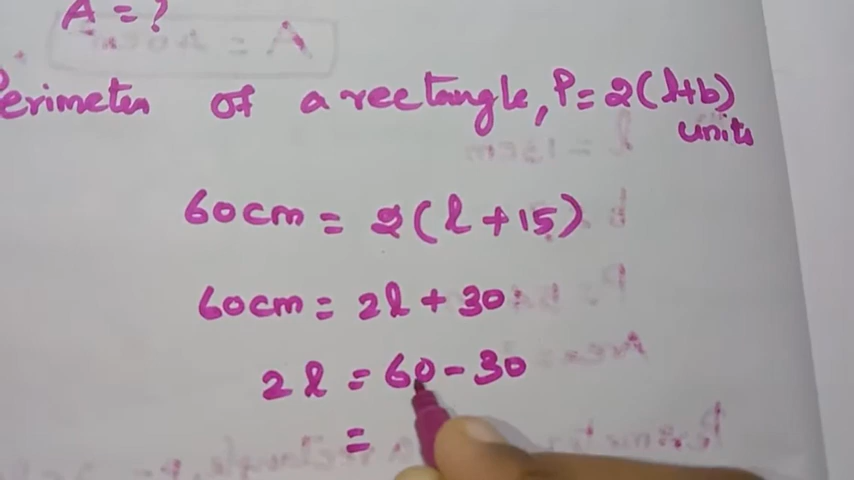 A = ?
Perimeter of a rectangle, P = 2(l+b)
units
60cm = 2(l+15)
60cm = 2l + 30
2l = 60 - 30
=